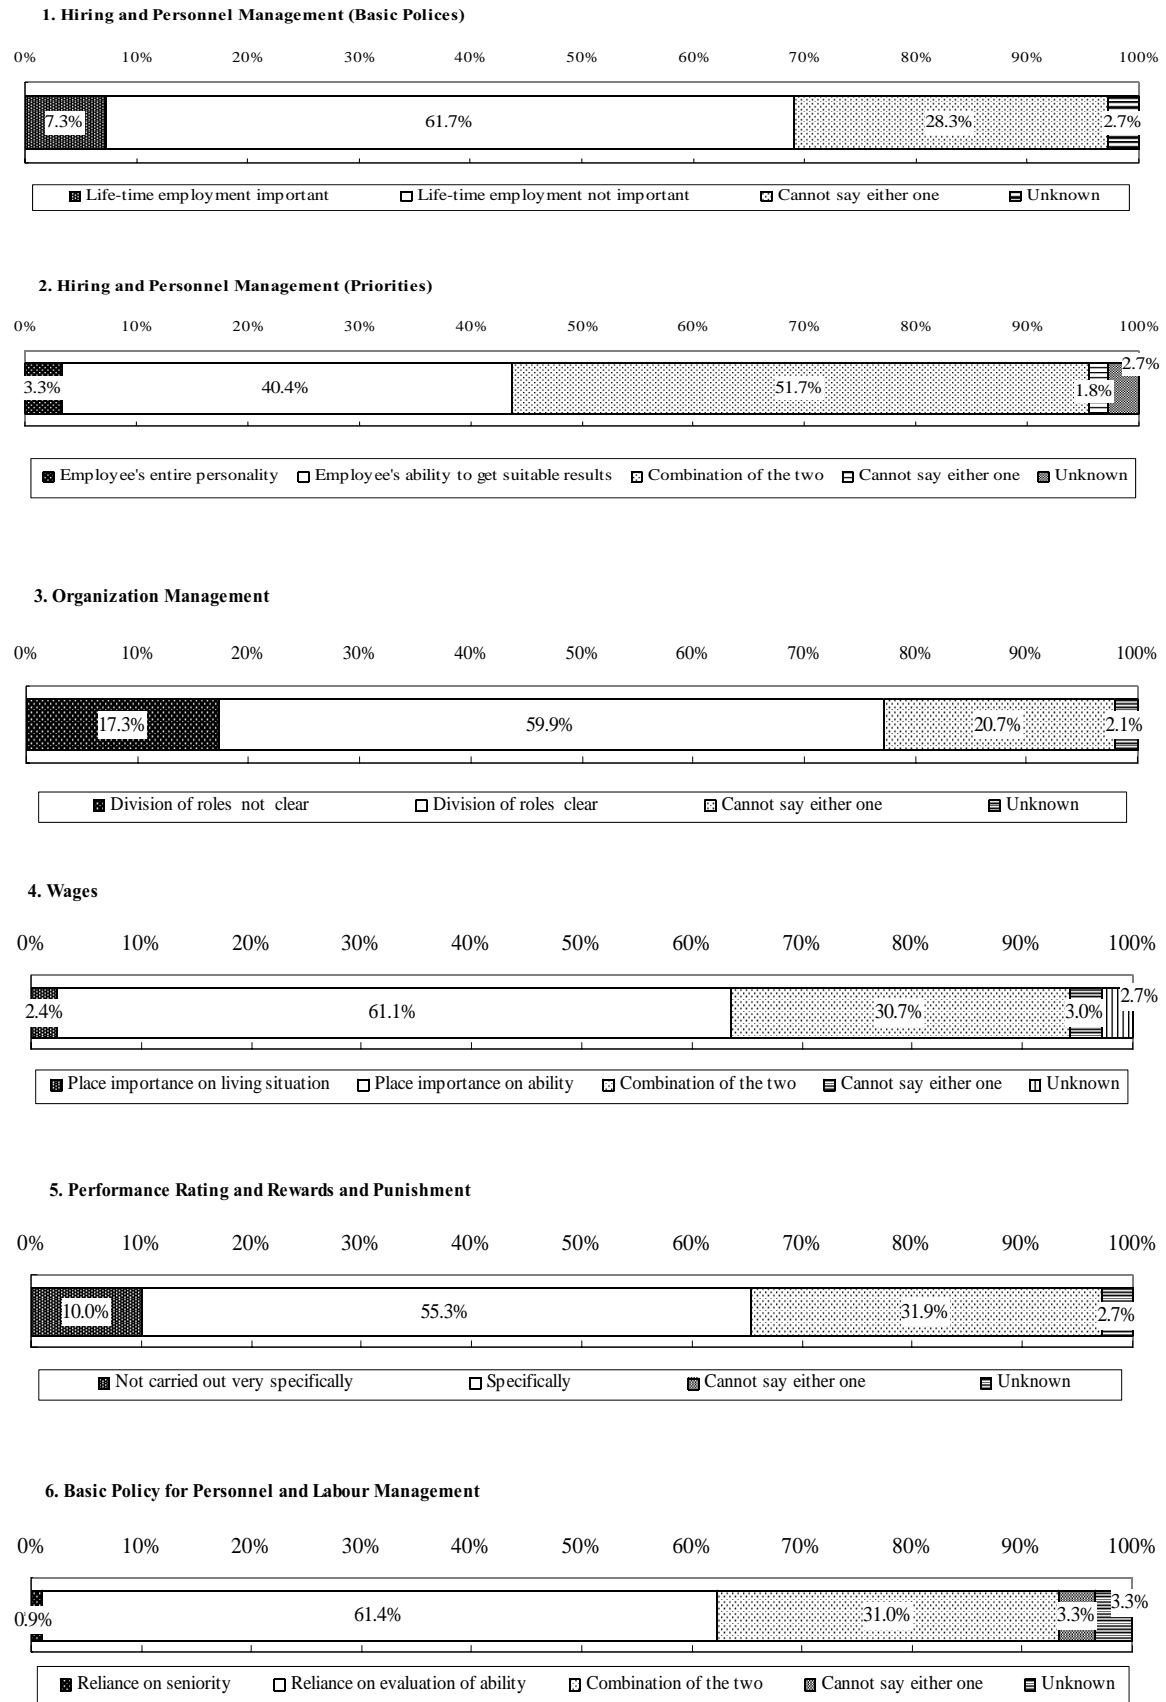 1. Hiring and Personnel Management (Basic Polices)
0% 10% 20% 30% 40% 50% 60% 70% 80% 90% 100%
7.3% 61.7% 28.3% 2.7%
Life-time employment important Life-time employment not important Cannot say either one Unknown
2. Hiring and Personnel Management (Priorities)
0% 10% 20% 30% 40% 50% 60% 70% 80% 90% 100%
3.3% 40.4% 51.7% 1.8% 2.7%
Employee's entire personality Employee's ability to get suitable results Combination of the two Cannot say either one Unknown
3. Organization Management
0% 10% 20% 30% 40% 50% 60% 70% 80% 90% 100%
17.3% 59.9% 20.7% 2.1%
Division of roles not clear Division of roles clear Cannot say either one Unknown
4. Wages
0% 10% 20% 30% 40% 50% 60% 70% 80% 90% 100%
2.4% 61.1% 30.7% 3.0% 2.7%
Place importance on living situation Place importance on ability Combination of the two Cannot say either one Unknown
5. Performance Rating and Rewards and Punishment
0% 10% 20% 30% 40% 50% 60% 70% 80% 90% 100%
10.0% 55.3% 31.9% 2.7%
Not carried out very specifically Specifically Cannot say either one Unknown
6. Basic Policy for Personnel and Labour Management
0% 10% 20% 30% 40% 50% 60% 70% 80% 90% 100%
0.9% 61.4% 31.0% 3.3% 3.3%
Reliance on seniority Reliance on evaluation of ability Combination of the two Cannot say either one Unknown